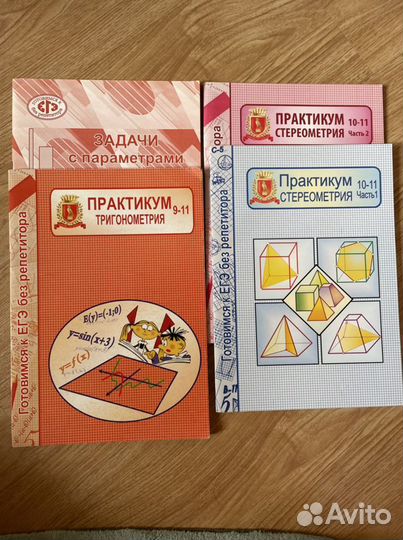 ЕГЭ
ЗАДАЧИ
с параметрами
ПРАКТИКУМ
10-11
СТЕРЕОМЕТРИЯ
Часть 2
Готовимся к ЕГЭ без репетитора
ПРАКТИКУМ
9-11
ТРИГОНОМЕТРИЯ
E(y)=(-1;0)
y=sin(x+3)
y=f(x)
Готовимся к ЕГЭ без репетитора
Практикум
10-11
СТЕРЕОМЕТРИЯ
Часть1
Avito